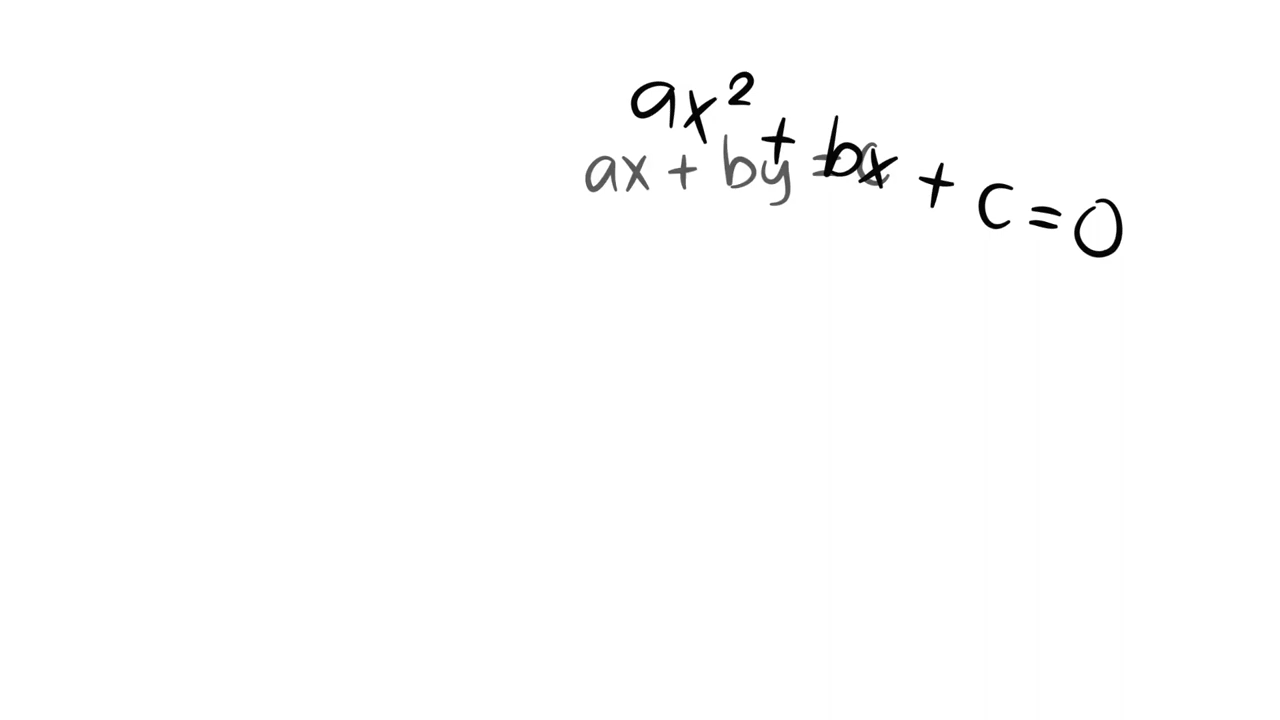 ax² + bx + c = 0
ax + by = c